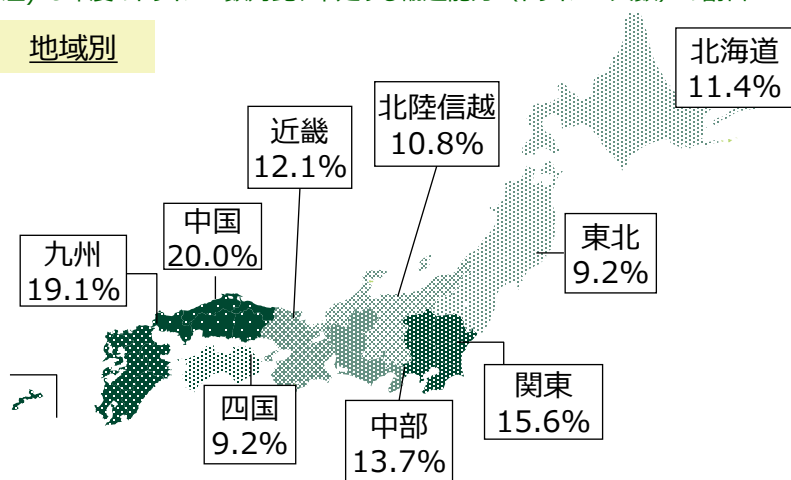 地域別
北海道
11.4%
北陸信越
10.8%
近畿
12.1%
中国
20.0%
東北
9.2%
九州
19.1%
関東
15.6%
四国
9.2%
中部
13.7%